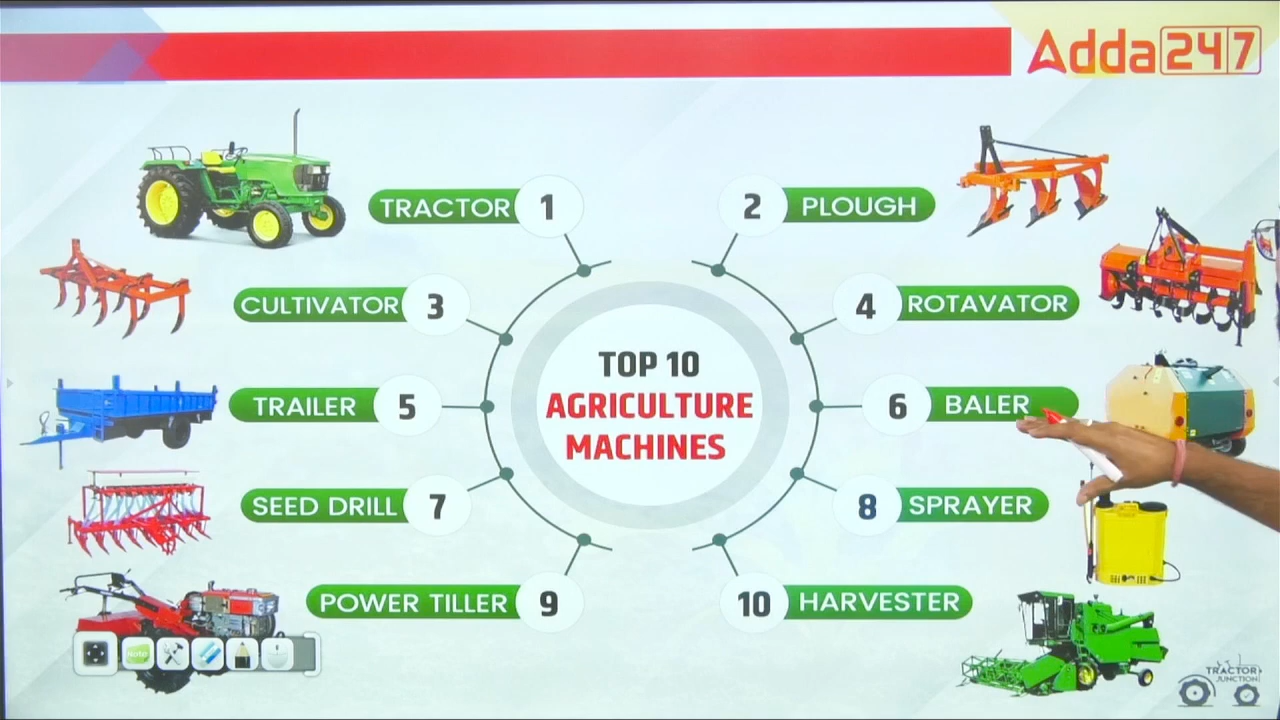 Adda247
TRACTOR 1
2 PLOUGH
CULTIVATOR 3
4 ROTAVATOR
TOP 10
AGRICULTURE
MACHINES
TRAILER 5
6 BALER
SEED DRILL 7
8 SPRAYER
POWER TILLER 9
10 HARVESTER
Note
TRACTOR
JUNCTION